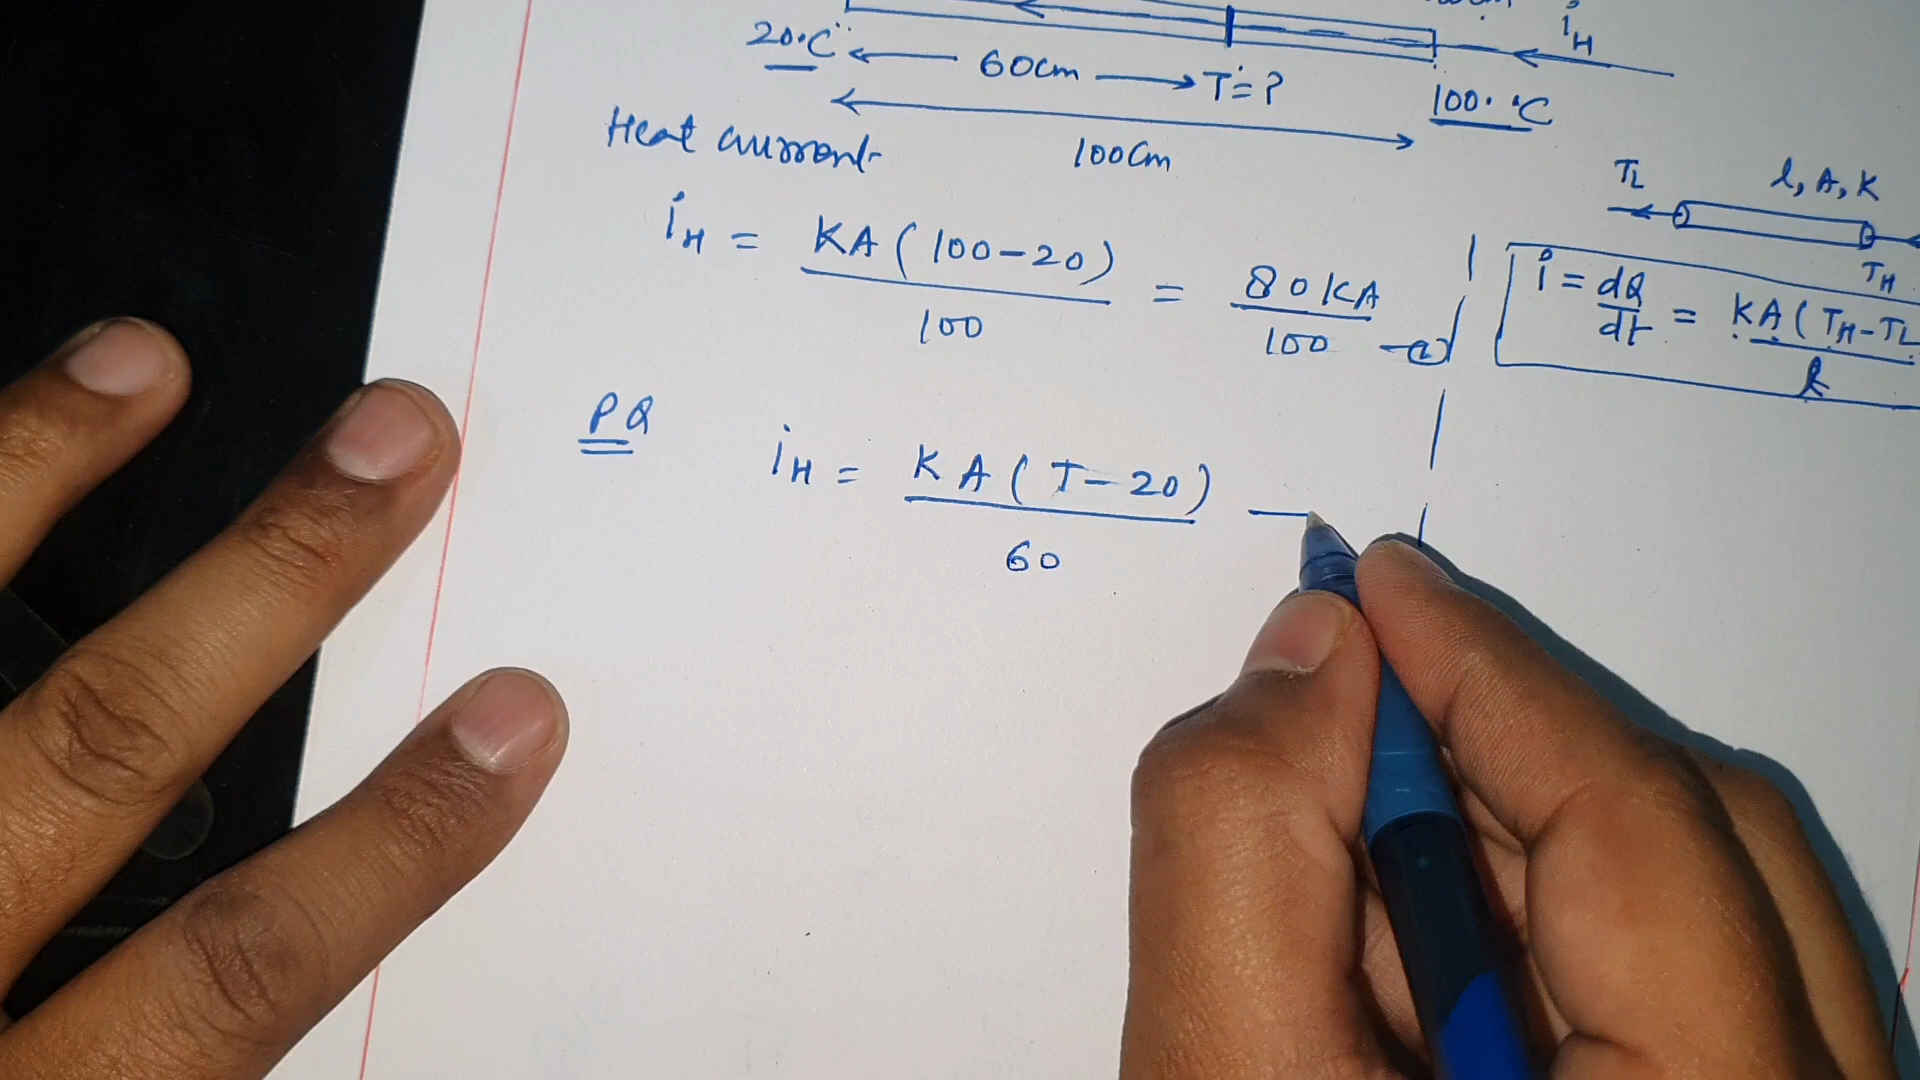 i_H
20°C 60cm T = ? 100°C
100cm
Heat current
T_L l, A, K
T_H
i_H = KA(100-20)/100 = 80KA/100 —(1)
i = dQ/dt = KA(T_H-T_L/l
PQ i_H = KA(T-20)/60 —